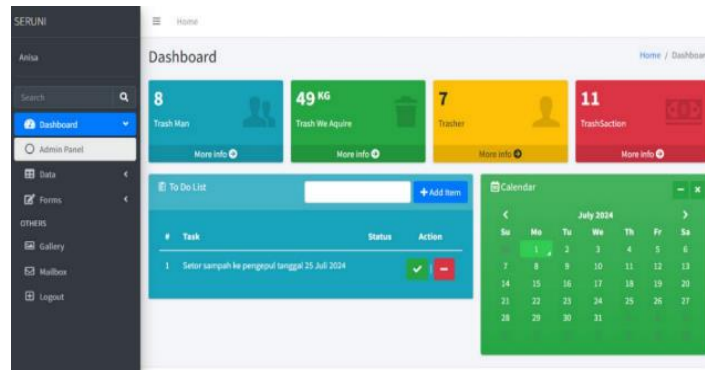 SERUNI
Home
Anisa
Dashboard
Home / Dashboar
Search
Dashboard
Admin Panel
Data
Forms
OTHERS
Gallery
Mailbox
Logout
8
Trash Man
More info
49 KG
Trash We Aquire
More info
7
Trasher
More info
11
TrashSaction
More info
To Do List
+ Add Item
# Task Status Action
1 Setor sampah ke pengepul tanggal 25 Juli 2024
Calendar
July 2024
Su Mo Tu We Th Fr Sa
1 2 3 4 5 6
7 8 9 10 11 12 13
14 15 16 17 18 19 20
21 22 23 24 25 26 27
28 29 30 31